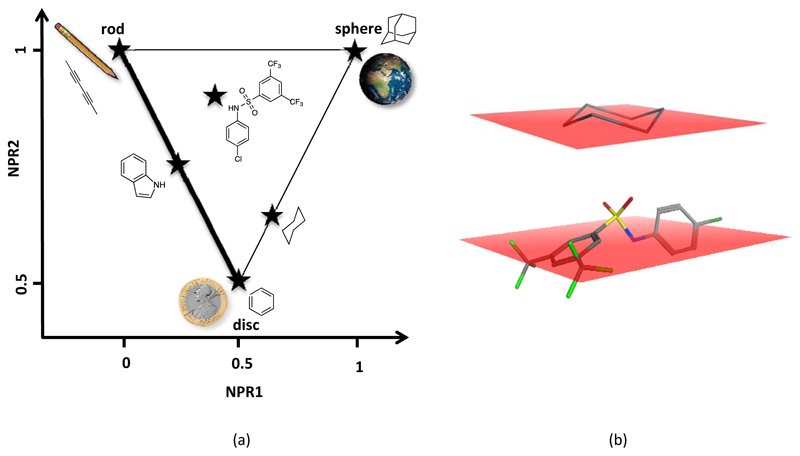 rod
sphere
1
CF3
O
S
O
HN
CF3
Cl
NPR2
NH
0.5
disc
0
0.5
1
NPR1
(a)
(b)